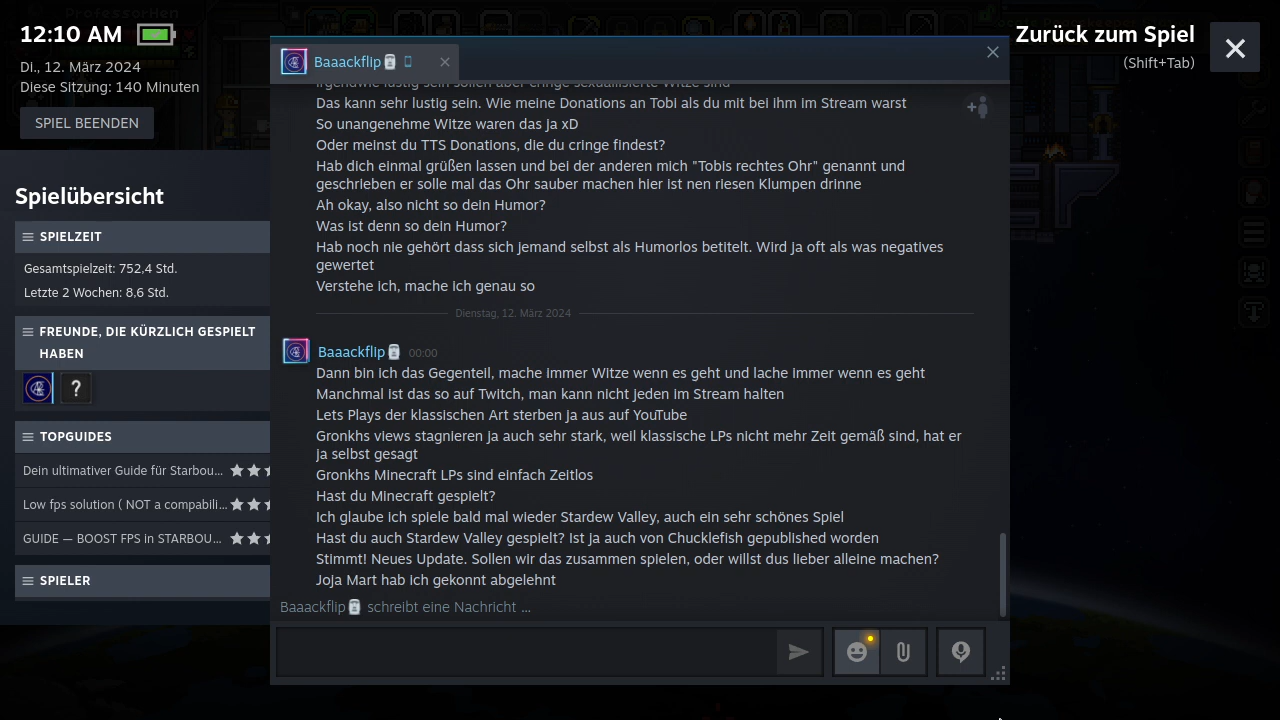 ProfessorHen
12:10 AM
Di., 12. März 2024
Diese Sitzung: 140 Minuten
SPIEL BEENDEN
Zurück zum Spiel
(Shift+Tab)
Spielübersicht
SPIELZEIT
Gesamtspielzeit: 752,4 Std.
Letzte 2 Wochen: 8,6 Std.
FREUNDE, DIE KÜRZLICH GESPIELT
HABEN
?
TOPGUIDES
Dein ultimativer Guide für Starbou...
Low fps solution ( NOT a compabili...
GUIDE — BOOST FPS in STARBOU...
SPIELER
Baaackflip
irgendwie lustig sein sollen aber cringe sexualisierte Witze sind
Das kann sehr lustig sein. Wie meine Donations an Tobi als du mit bei ihm im Stream warst
So unangenehme Witze waren das ja xD
Oder meinst du TTS Donations, die du cringe findest?
Hab dich einmal grüßen lassen und bei der anderen mich "Tobis rechtes Ohr" genannt und
geschrieben er solle mal das Ohr sauber machen hier ist nen riesen Klumpen drinne
Ah okay, also nicht so dein Humor?
Was ist denn so dein Humor?
Hab noch nie gehört dass sich jemand selbst als Humorlos betitelt. Wird ja oft als was negatives
gewertet
Verstehe ich, mache ich genau so
Dienstag, 12. März 2024
Baaackflip 00:00
Dann bin ich das Gegenteil, mache immer Witze wenn es geht und lache immer wenn es geht
Manchmal ist das so auf Twitch, man kann nicht jeden im Stream halten
Lets Plays der klassischen Art sterben ja aus auf YouTube
Gronkhs views stagnieren ja auch sehr stark, weil klassische LPs nicht mehr Zeit gemäß sind, hat er
ja selbst gesagt
Gronkhs Minecraft LPs sind einfach Zeitlos
Hast du Minecraft gespielt?
Ich glaube ich spiele bald mal wieder Stardew Valley, auch ein sehr schönes Spiel
Hast du auch Stardew Valley gespielt? Ist ja auch von Chucklefish gepublished worden
Stimmt! Neues Update. Sollen wir das zusammen spielen, oder willst dus lieber alleine machen?
Joja Mart hab ich gekonnt abgelehnt
Baaackflip schreibt eine Nachricht ...